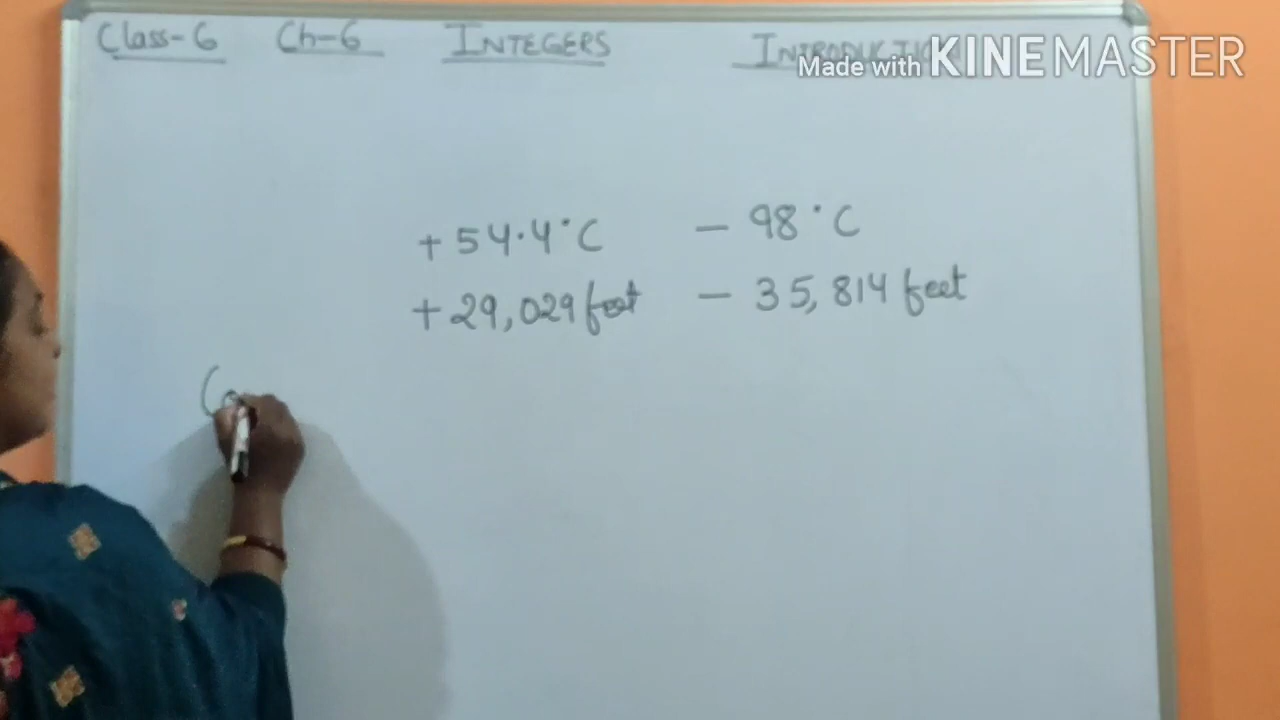 Class-6 Ch-6 INTEGERS
Made with KINEMASTER
+54.4°C - 98°C
+29,029 feet - 35,814 feet